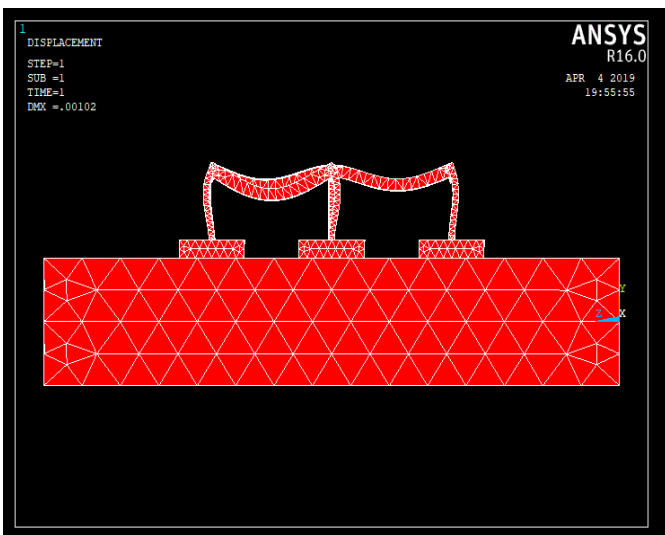 1
DISPLACEMENT
STEP=1
SUB =1
TIME=1
DMX =.00102
ANSYS
R16.0
APR 4 2019
19:55:55
Y
Z X